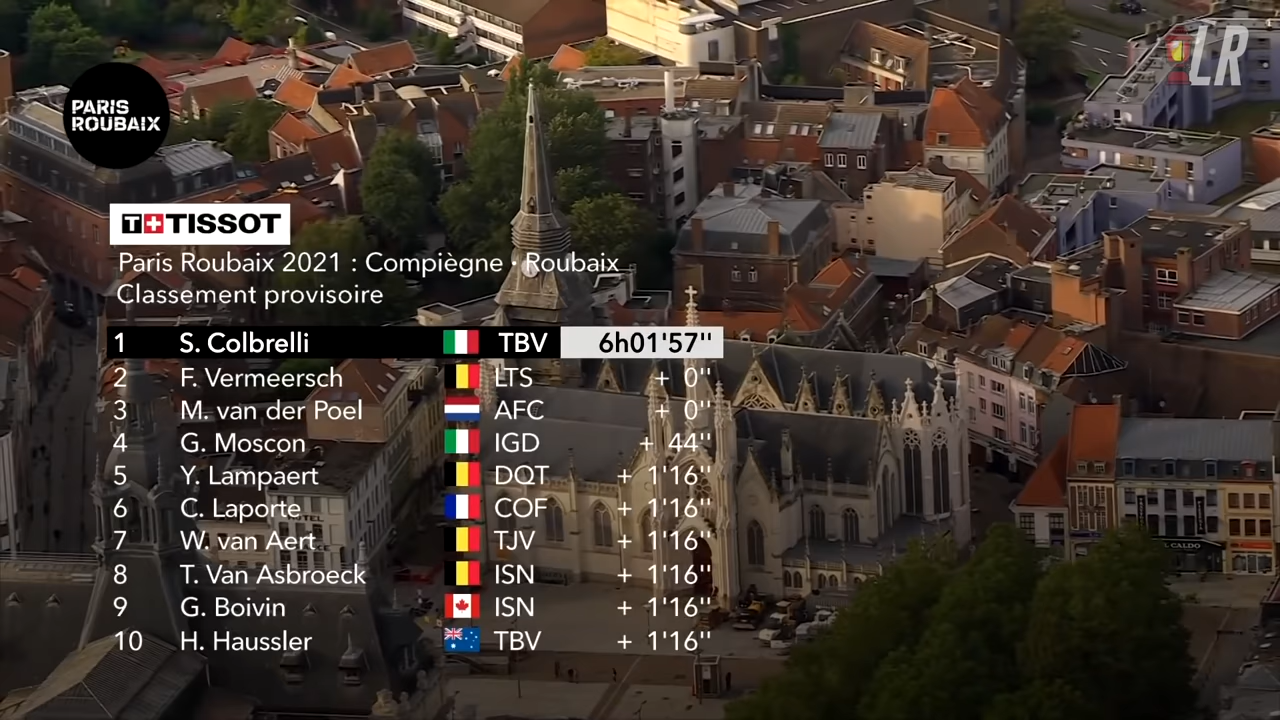 PARIS
ROUBAIX
LR
T+TISSOT
Paris Roubaix 2021 : Compiègne · Roubaix
Classement provisoire
1 S. Colbrelli TBV 6h01'57''
2 F. Vermeersch LTS + 0''
3 M. van der Poel AFC + 0''
4 G. Moscon IGD + 44''
5 Y. Lampaert DQT + 1'16''
6 C. Laporte COF + 1'16''
7 W. van Aert TJV + 1'16''
8 T. Van Asbroeck ISN + 1'16''
9 G. Boivin ISN + 1'16''
10 H. Haussler TBV + 1'16''
HOTEL
CALDO